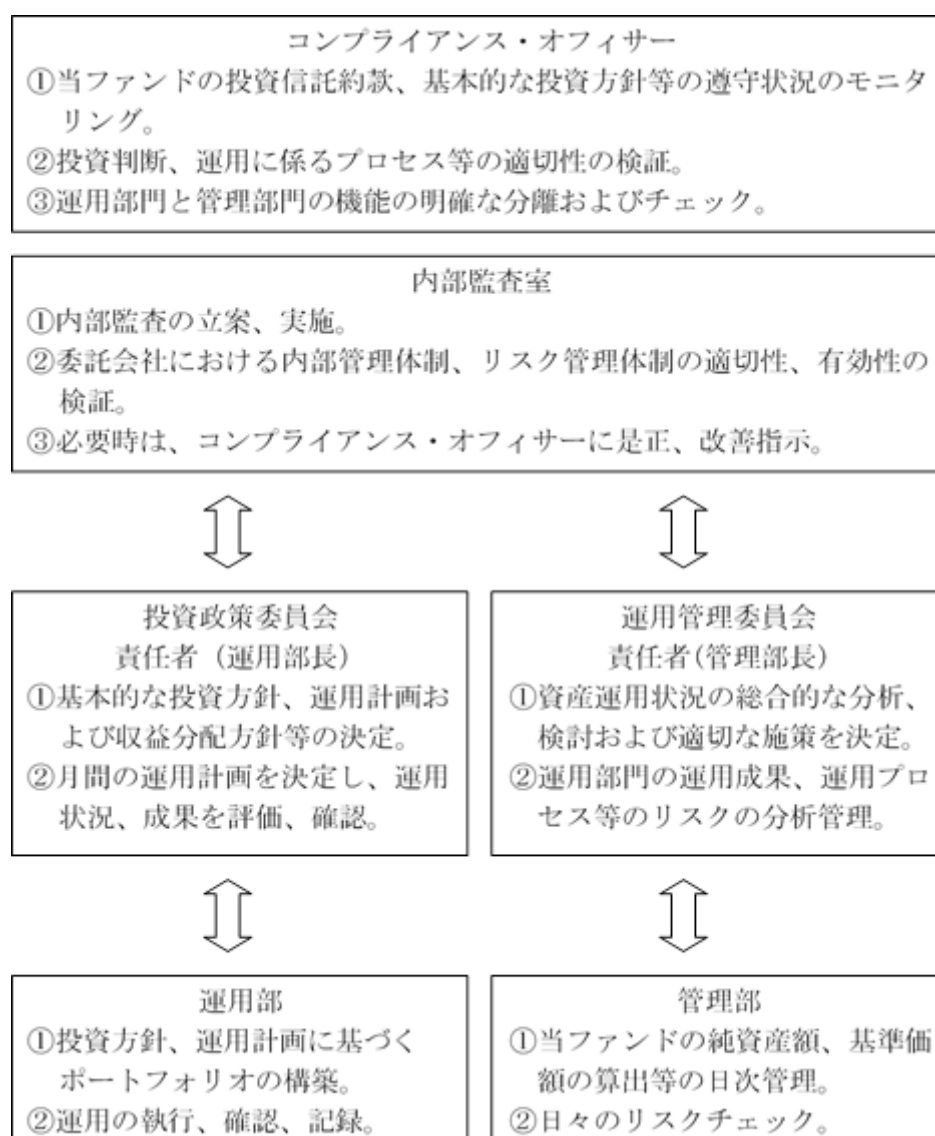 コンプライアンス・オフィサー
①当ファンドの投資信託約款、基本的な投資方針等の遵守状況のモニタ
リング。
②投資判断、運用に係るプロセス等の適切性の検証。
③運用部門と管理部門の機能の明確な分離およびチェック。
内部監査室
①内部監査の立案、実施。
②委託会社における内部管理体制、リスク管理体制の適切性、有効性の
検証。
③必要時は、コンプライアンス・オフィサーに是正、改善指示。
投資政策委員会
責任者（運用部長）
①基本的な投資方針、運用計画お
よび収益分配方針等の決定。
②月間の運用計画を決定し、運用
状況、成果を評価、確認。
運用管理委員会
責任者(管理部長)
①資産運用状況の総合的な分析、
検討および適切な施策を決定。
②運用部門の運用成果、運用プロ
セス等のリスクの分析管理。
運用部
①投資方針、運用計画に基づく
ポートフォリオの構築。
②運用の執行、確認、記録。
管理部
①当ファンドの純資産額、基準価
額の算出等の日次管理。
②日々のリスクチェック。